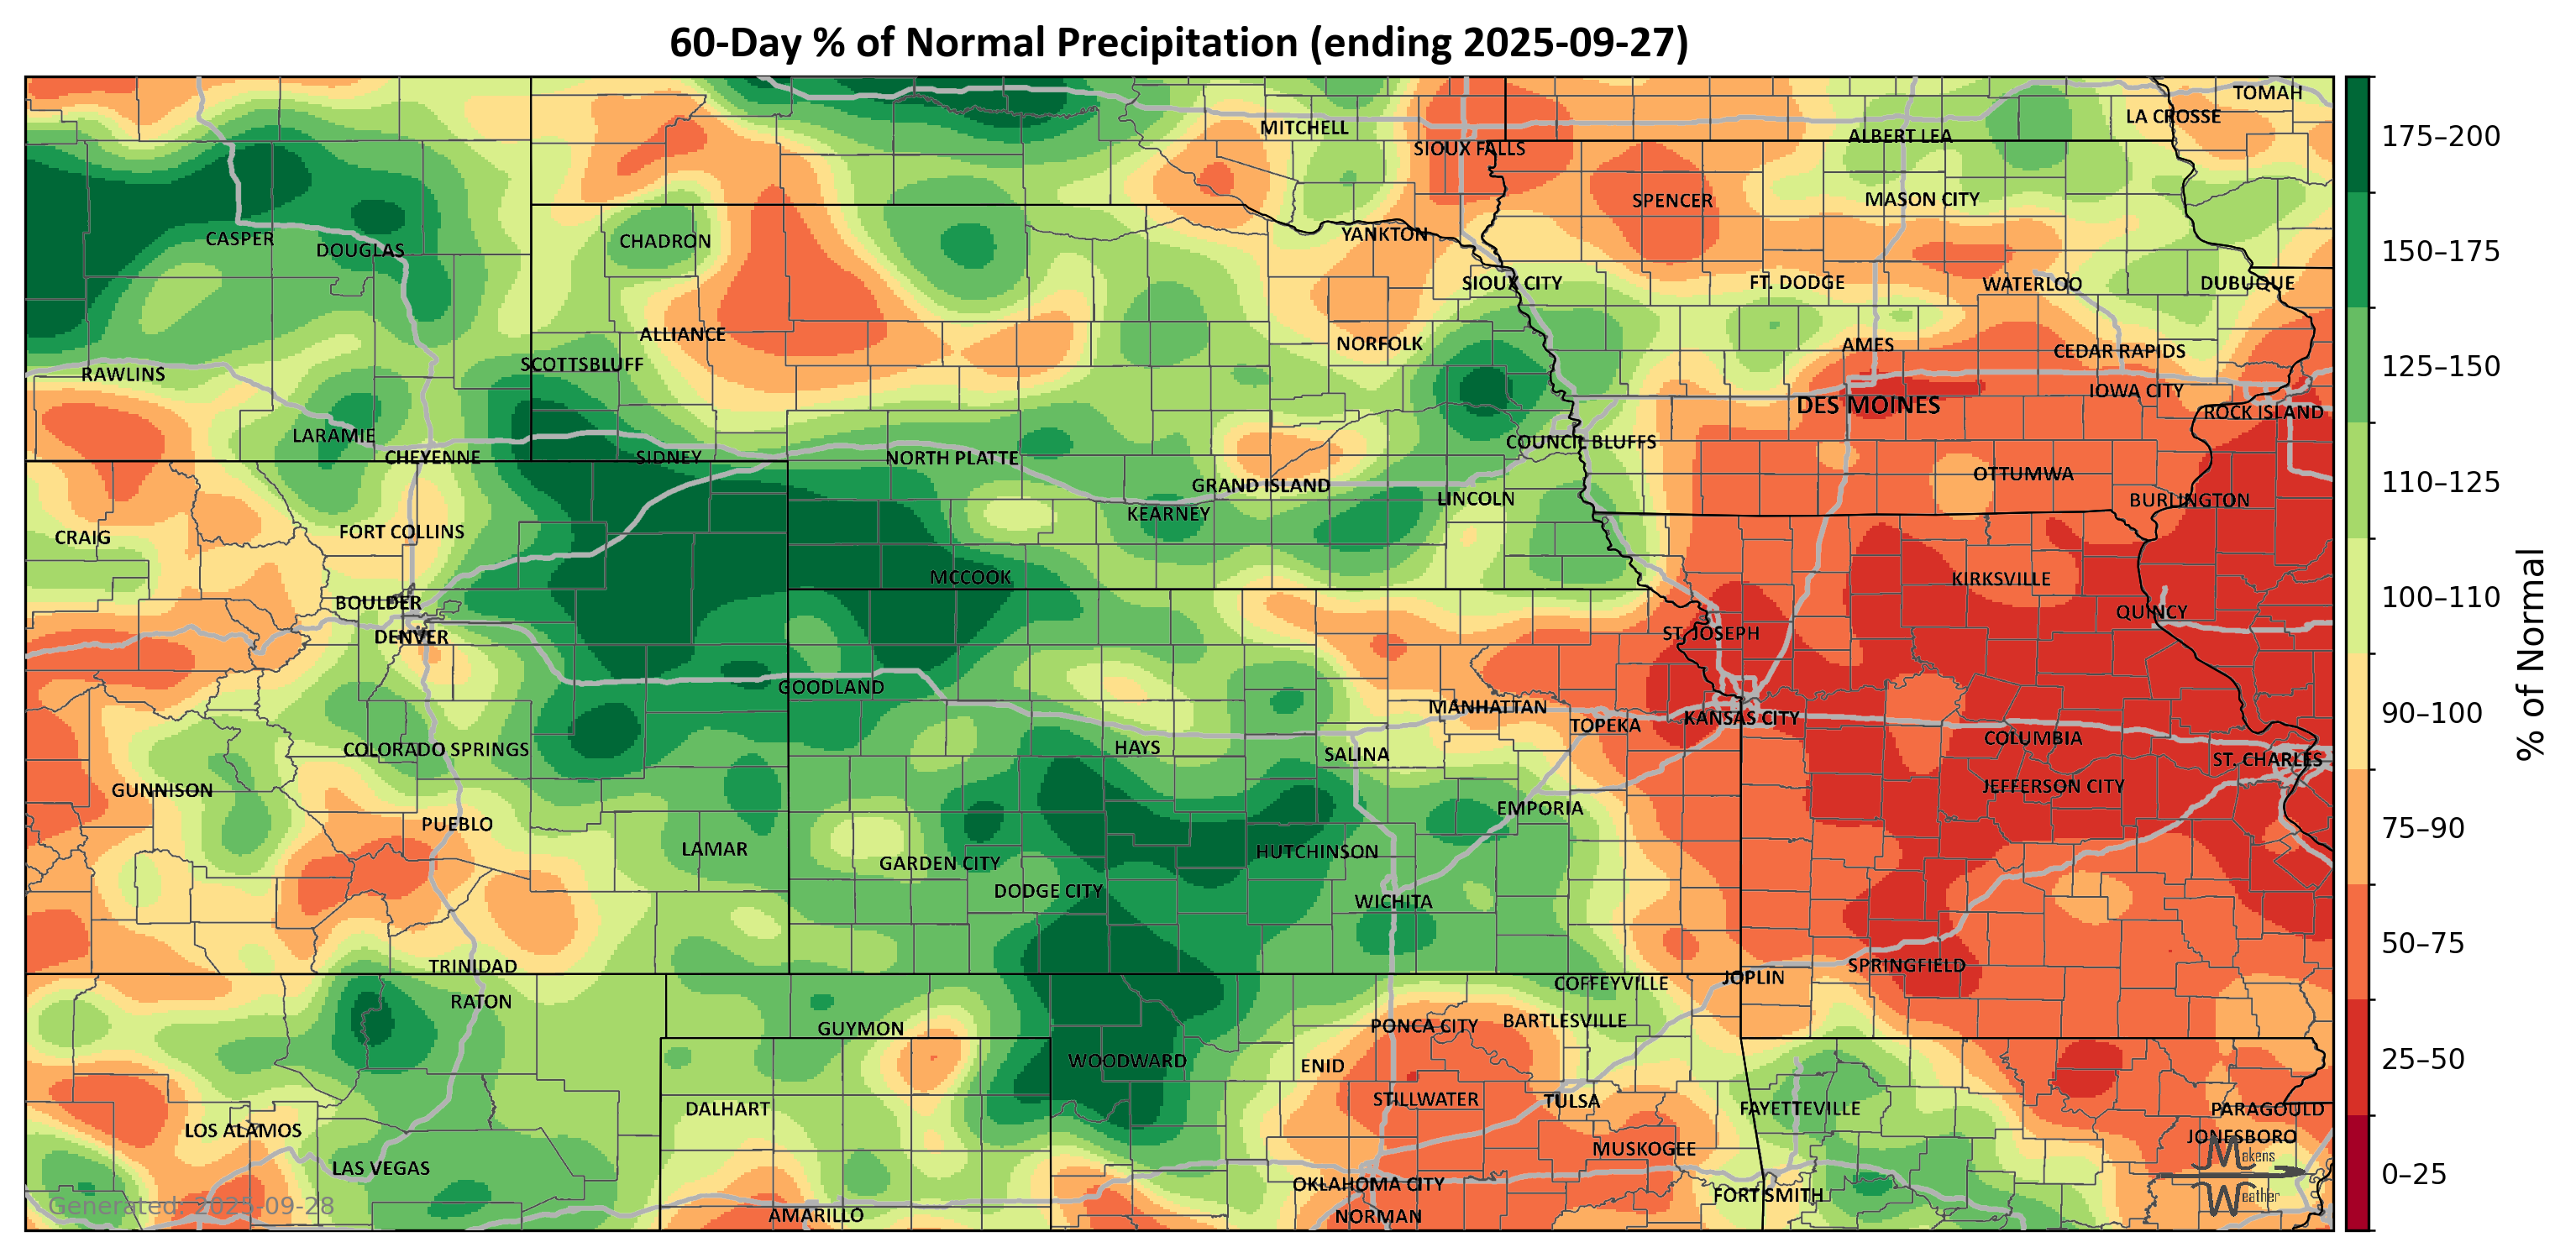 60-Day % of Normal Precipitation (ending 2025-09-27)
TOMAH
LA CROSSE
MITCHELL
ALBERT LEA
SIOUX FALLS
SPENCER
MASON CITY
CASPER
DOUGLAS
CHADRON
YANKTON
SIOUX CITY
FT. DODGE
WATERLOO
DUBUQUE
ALLIANCE
NORFOLK
AMES
CEDAR RAPIDS
SCOTTSBLUFF
RAWLINS
IOWA CITY
DES MOINES
ROCK ISLAND
LARAMIE
COUNCIL BLUFFS
CHEYENNE
SIDNEY
NORTH PLATTE
OTTUMWA
GRAND ISLAND
LINCOLN
BURLINGTON
KEARNEY
FORT COLLINS
CRAIG
MCCOOK
KIRKSVILLE
BOULDER
QUINCY
DENVER
ST. JOSEPH
GOODLAND
MANHATTAN
KANSAS CITY
TOPEKA
COLUMBIA
COLORADO SPRINGS
HAYS
SALINA
ST. CHARLES
GUNNISON
JEFFERSON CITY
EMPORIA
PUEBLO
LAMAR
HUTCHINSON
GARDEN CITY
DODGE CITY
WICHITA
TRINIDAD
SPRINGFIELD
JOPLIN
COFFEYVILLE
RATON
GUYMON
PONCA CITY
BARTLESVILLE
WOODWARD
ENID
STILLWATER
TULSA
DALHART
FAYETTEVILLE
PARAGOULD
LOS ALAMOS
JONESBORO
MUSKOGEE
LAS VEGAS
OKLAHOMA CITY
FORT SMITH
AMARILLO
NORMAN
Generated: 2025-09-28
Makens
Weather
175–200
150–175
125–150
110–125
100–110
90–100
75–90
50–75
25–50
0–25
% of Normal